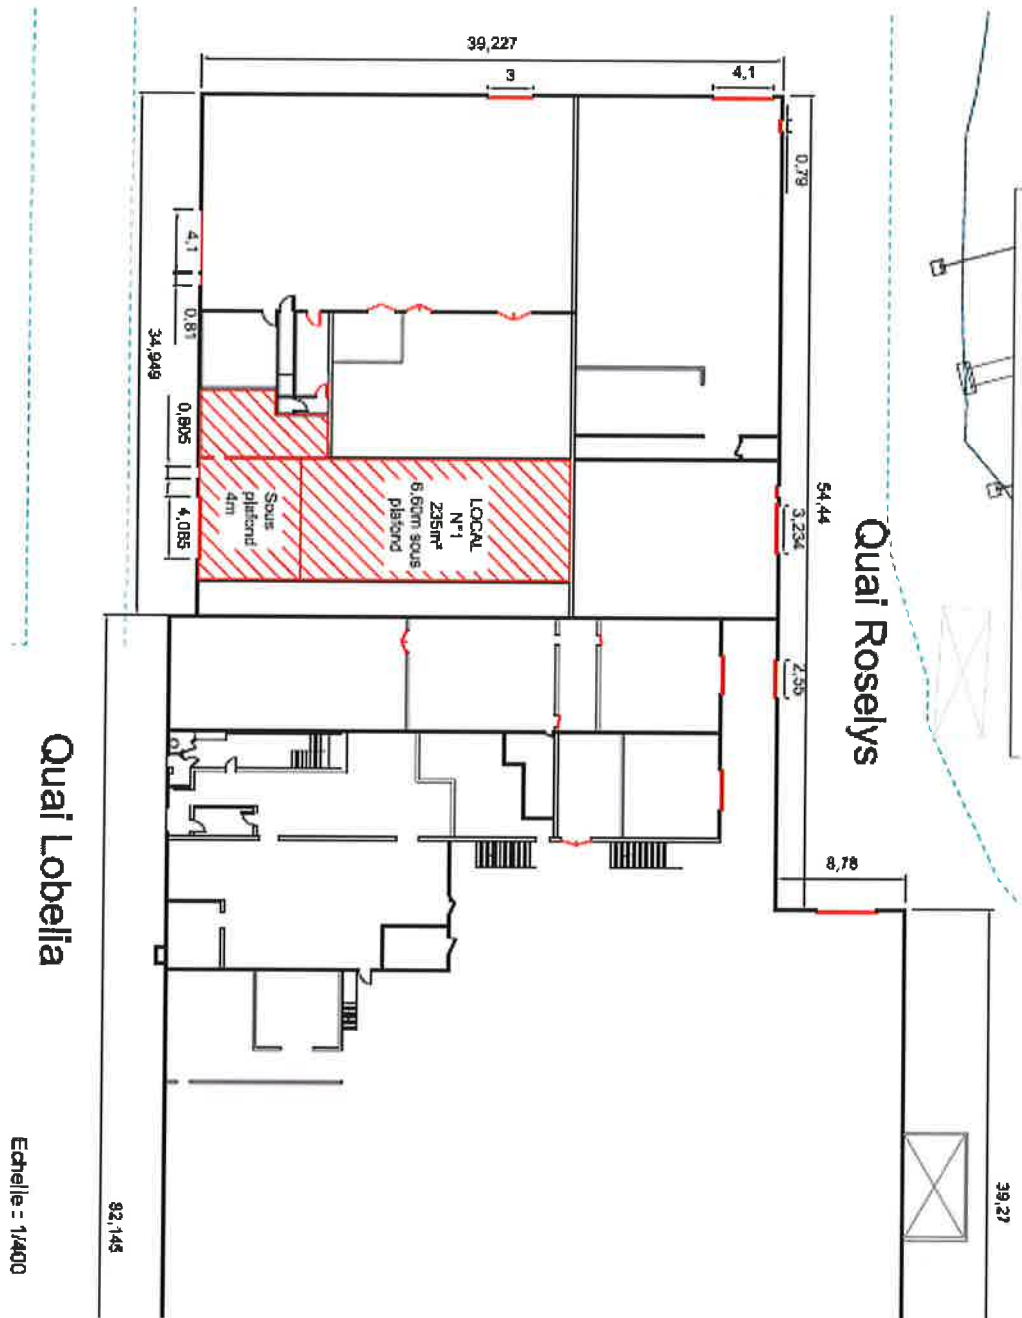 39,227
3
4,1
0,79
4,1
0,81
34,949
0,805
4,085
54,44
3,234
2,55
LOCAL
N°1
235m²
6,60m sous
plafond
Sous
plafond
4m
Quai Roselys
8,78
Quai Lobelia
39,27
82,145
Echelle = 1/400